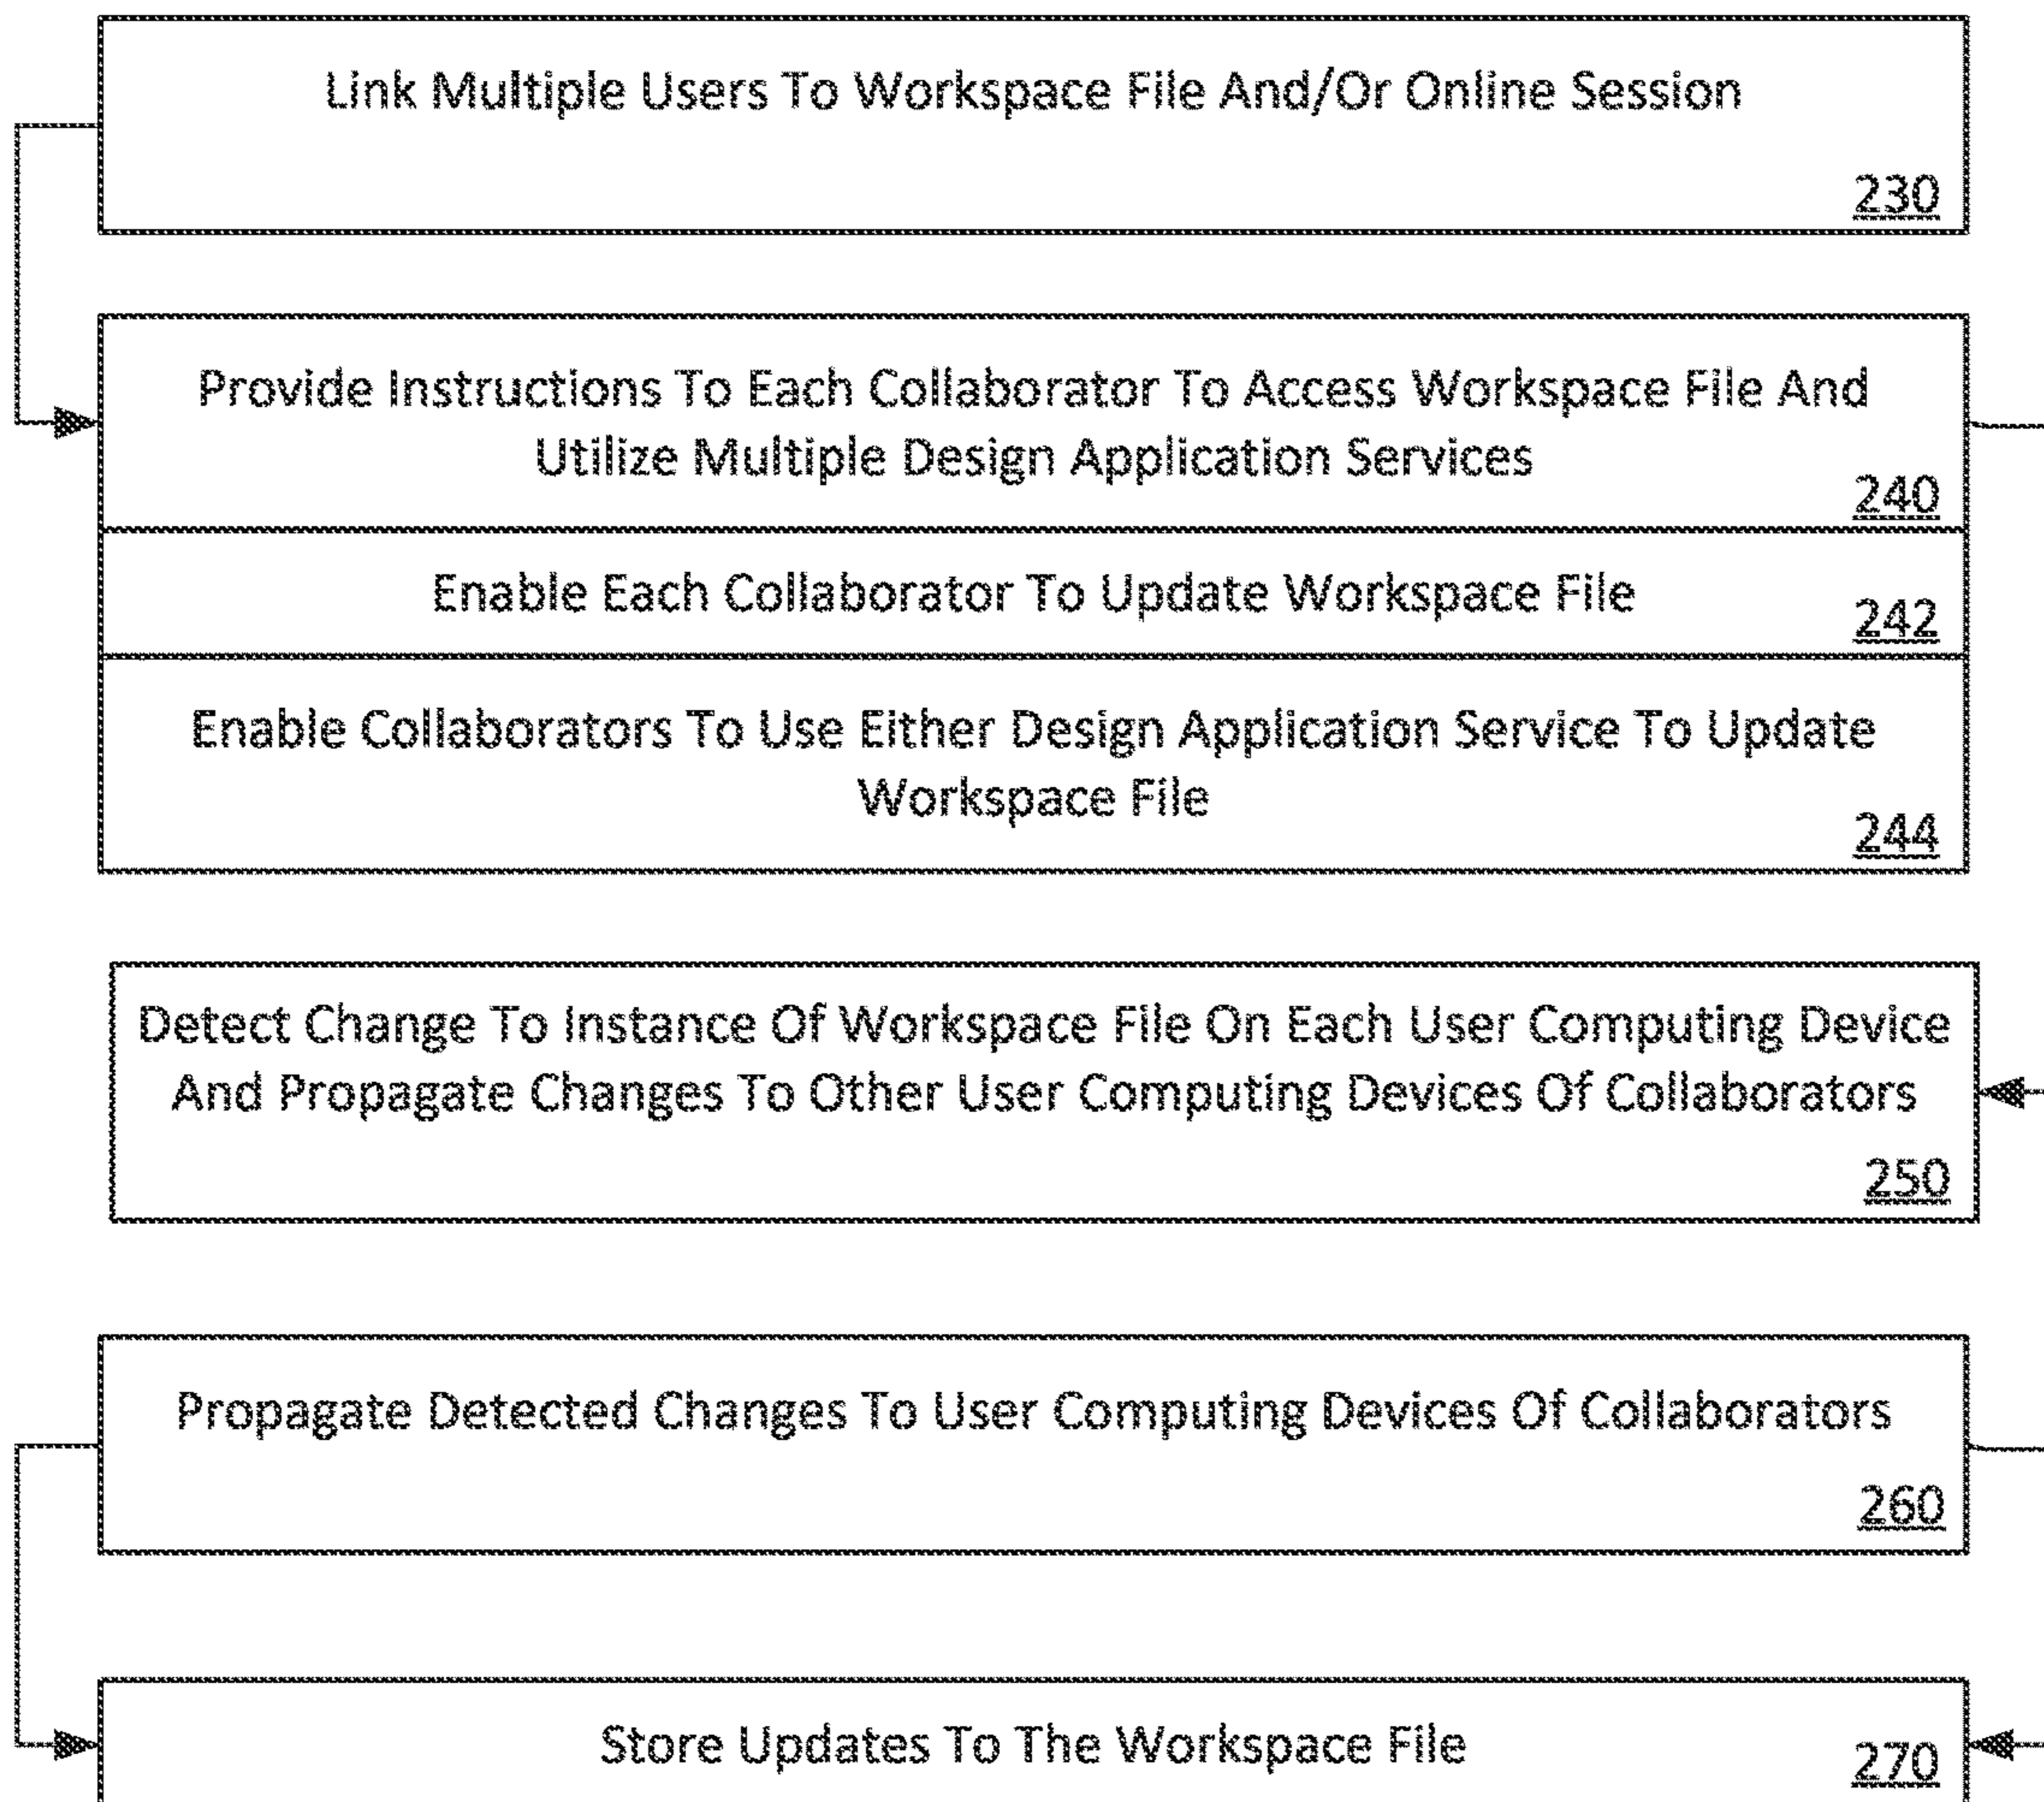 Link Multiple Users To Workspace File And/Or Online Session
230
Provide Instructions To Each Collaborator To Access Workspace File And
Utilize Multiple Design Application Services
240
Enable Each Collaborator To Update Workspace File
242
Enable Collaborators To Use Either Design Application Service To Update
Workspace File
244
Detect Change To Instance Of Workspace File On Each User Computing Device
And Propagate Changes To Other User Computing Devices Of Collaborators
250
Propagate Detected Changes To User Computing Devices Of Collaborators
260
Store Updates To The Workspace File
270